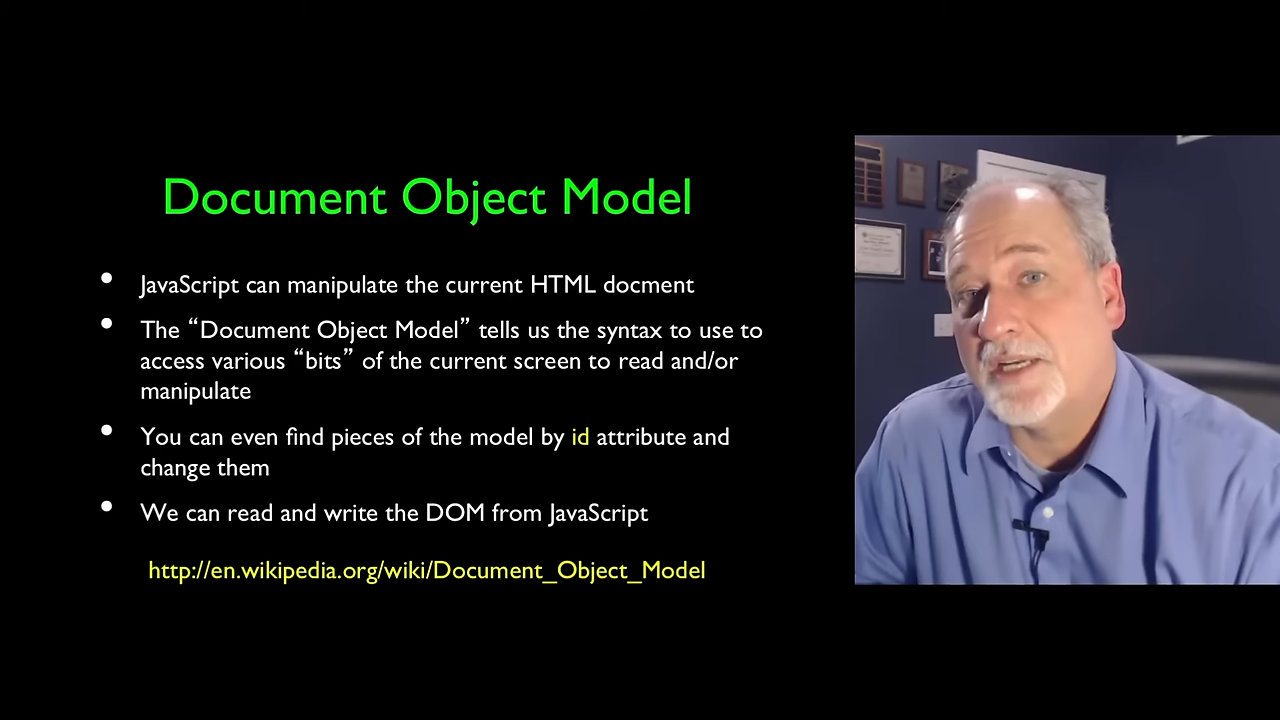 Document Object Model
• JavaScript can manipulate the current HTML docment
• The “Document Object Model” tells us the syntax to use to
access various “bits” of the current screen to read and/or
manipulate
• You can even find pieces of the model by id attribute and
change them
• We can read and write the DOM from JavaScript
http://en.wikipedia.org/wiki/Document_Object_Model